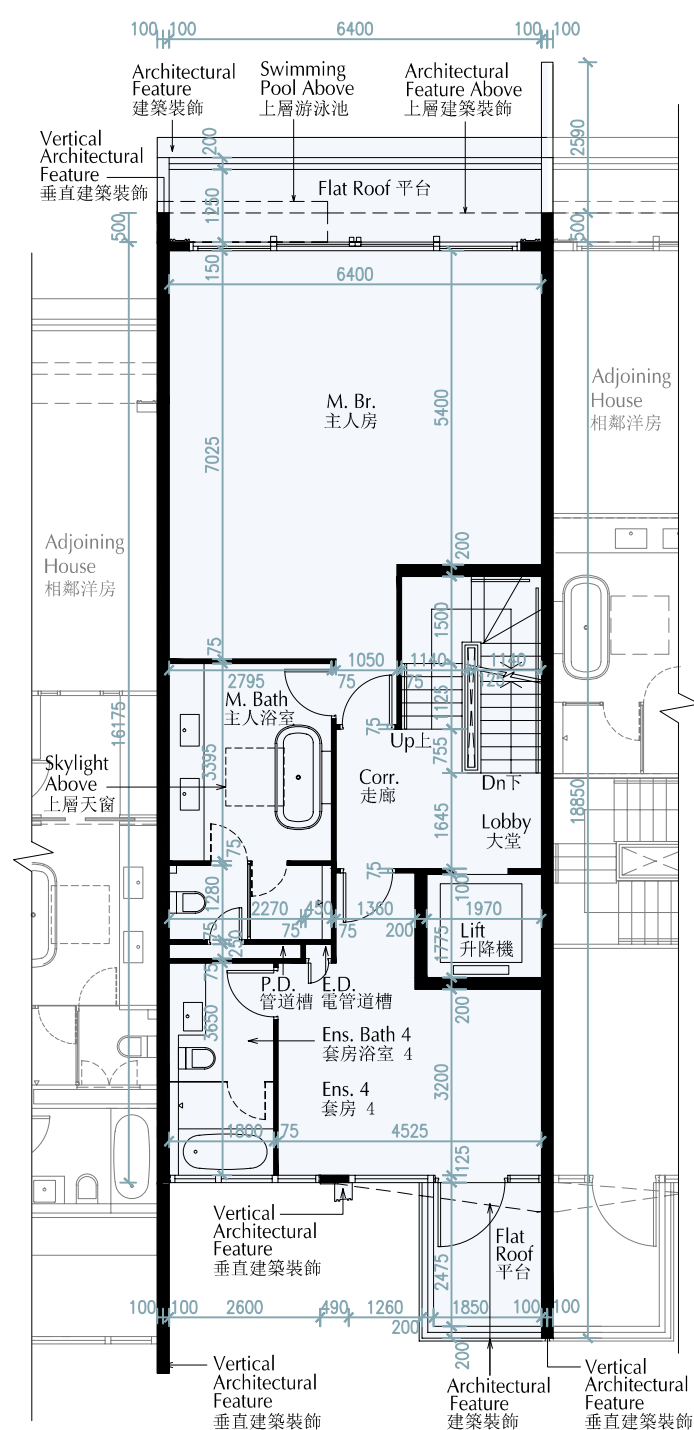 100
100
6400
100
100
Architectural
Feature
建築裝飾
Swimming
Pool Above
上層游泳池
Architectural
Feature Above
上層建築裝飾
Vertical
Architectural
Feature
垂直建築裝飾
200
2590
Flat Roof 平台
1250
500
500
150
6400
M. Br.
主人房
5400
7025
Adjoining
House
相鄰洋房
Adjoining
House
相鄰洋房
200
1500
75
1050
1140
1140
2795
75
75
125
M. Bath
主人浴室
1125
75
Up上
16175
3395
755
Skylight
Above
上層天窗
Corr.
走廊
Dn下
18850
1645
Lobby
大堂
75
75
100
1280
2270
450
1360
1970
75
75
200
Lift
升降機
1775
75
250
75
P.D.
管道槽
E.D.
電管道槽
200
3650
Ens. Bath 4
套房浴室 4
3200
Ens. 4
套房 4
1800
75
4525
125
Vertical
Architectural
Feature
垂直建築裝飾
Flat
Roof
平台
2475
100
100
2600
490
1260
1850
100
100
200
200
Vertical
Architectural
Feature
垂直建築裝飾
Architectural
Feature
建築裝飾
Vertical
Architectural
Feature
垂直建築裝飾